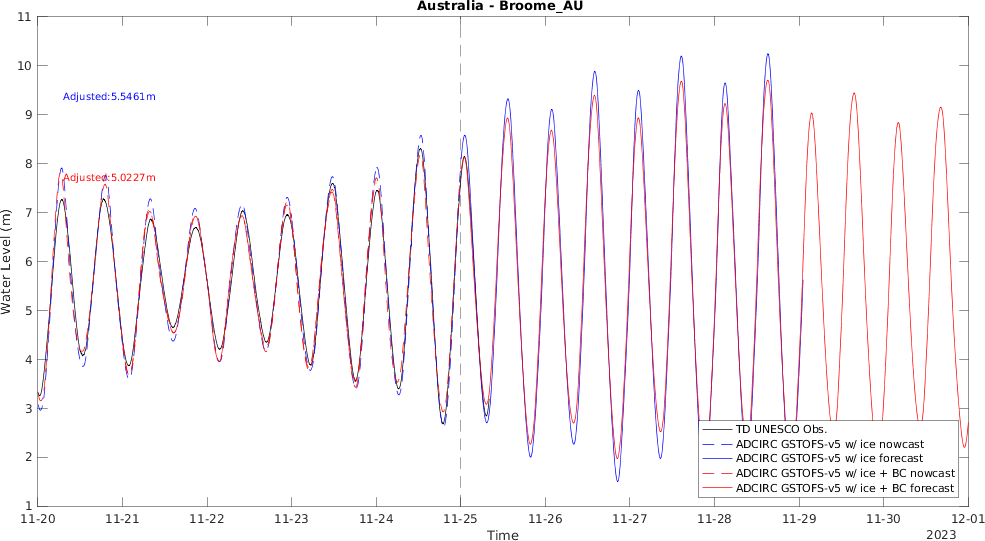 Australia - Broome_AU
11
10
9
8
7
6
5
4
3
2
1
Water Level (m)
Adjusted:5.5461m
Adjusted:5.0227m
TD UNESCO Obs.
ADCIRC GSTOFS-v5 w/ ice nowcast
ADCIRC GSTOFS-v5 w/ ice forecast
ADCIRC GSTOFS-v5 w/ ice + BC nowcast
ADCIRC GSTOFS-v5 w/ ice + BC forecast
11-20 11-21 11-22 11-23 11-24 11-25 11-26 11-27 11-28 11-29 11-30 12-01
Time
2023